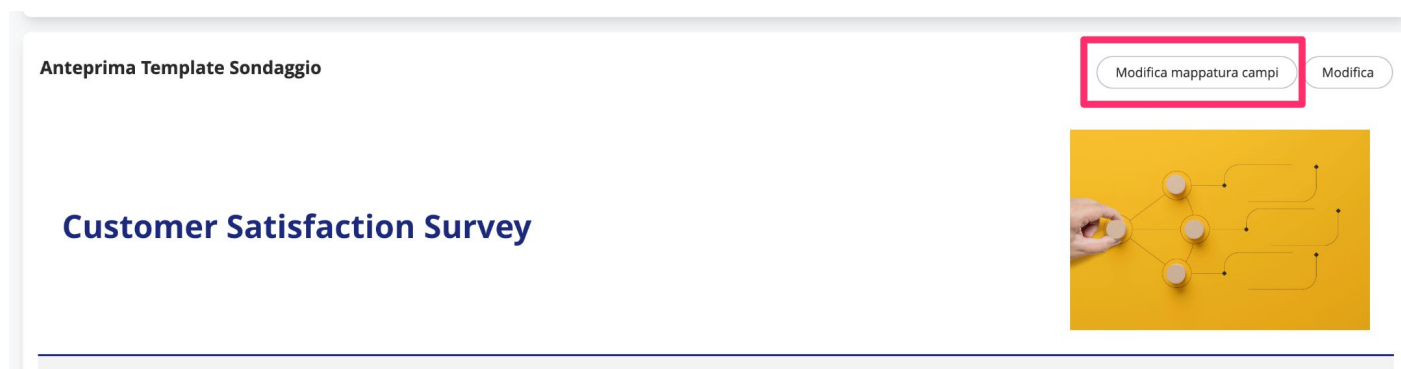 Anteprima Template Sondaggio
Modifica mappatura campi
Modifica
Customer Satisfaction Survey